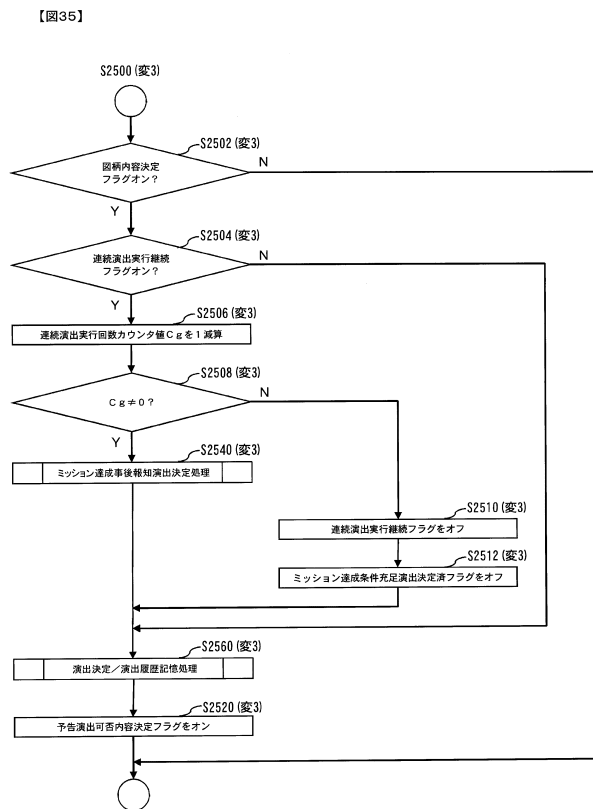 【図35】
S2500(変3)
S2502(変3)
図柄内容決定
フラグオン？
N
Y
S2504(変3)
連続演出実行継続
フラグオン？
N
Y
S2506(変3)
連続演出実行回数カウンタ値Ｃｇを１減算
S2508(変3)
Ｃｇ≠０？
N
Y
S2540(変3)
ミッション達成事後報知演出決定処理
S2510(変3)
連続演出実行継続フラグをオフ
S2512(変3)
ミッション達成条件充足演出決定済フラグをオフ
S2560(変3)
演出決定／演出履歴記憶処理
S2520(変3)
予告演出可否内容決定フラグをオン